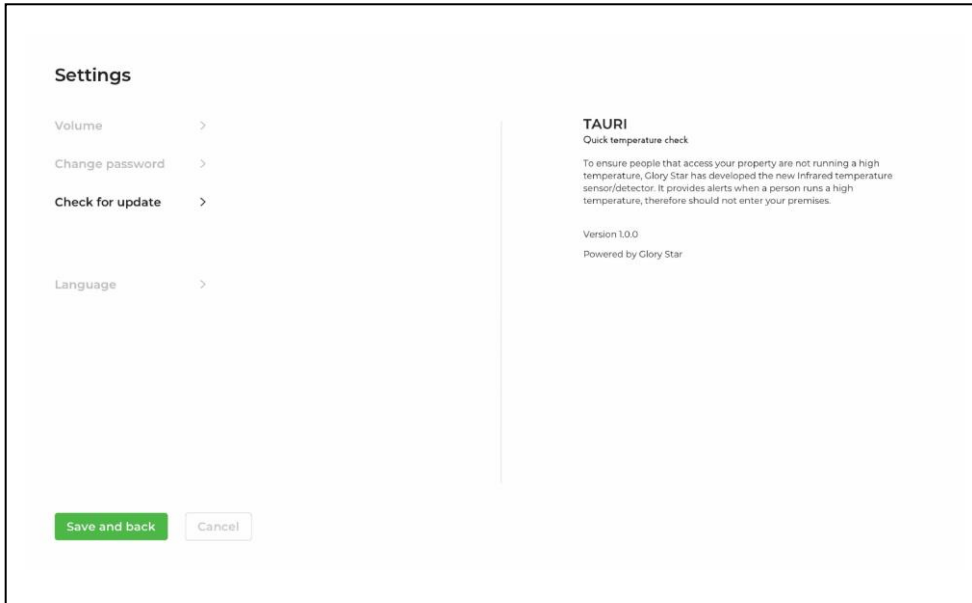 Settings
Volume >
Change password >
Check for update >
Language >
Save and back
Cancel
TAURI
Quick temperature check
To ensure people that access your property are not running a high
temperature, Glory Star has developed the new Infrared temperature
sensor/detector. It provides alerts when a person runs a high
temperature, therefore should not enter your premises.
Version 1.0.0
Powered by Glory Star